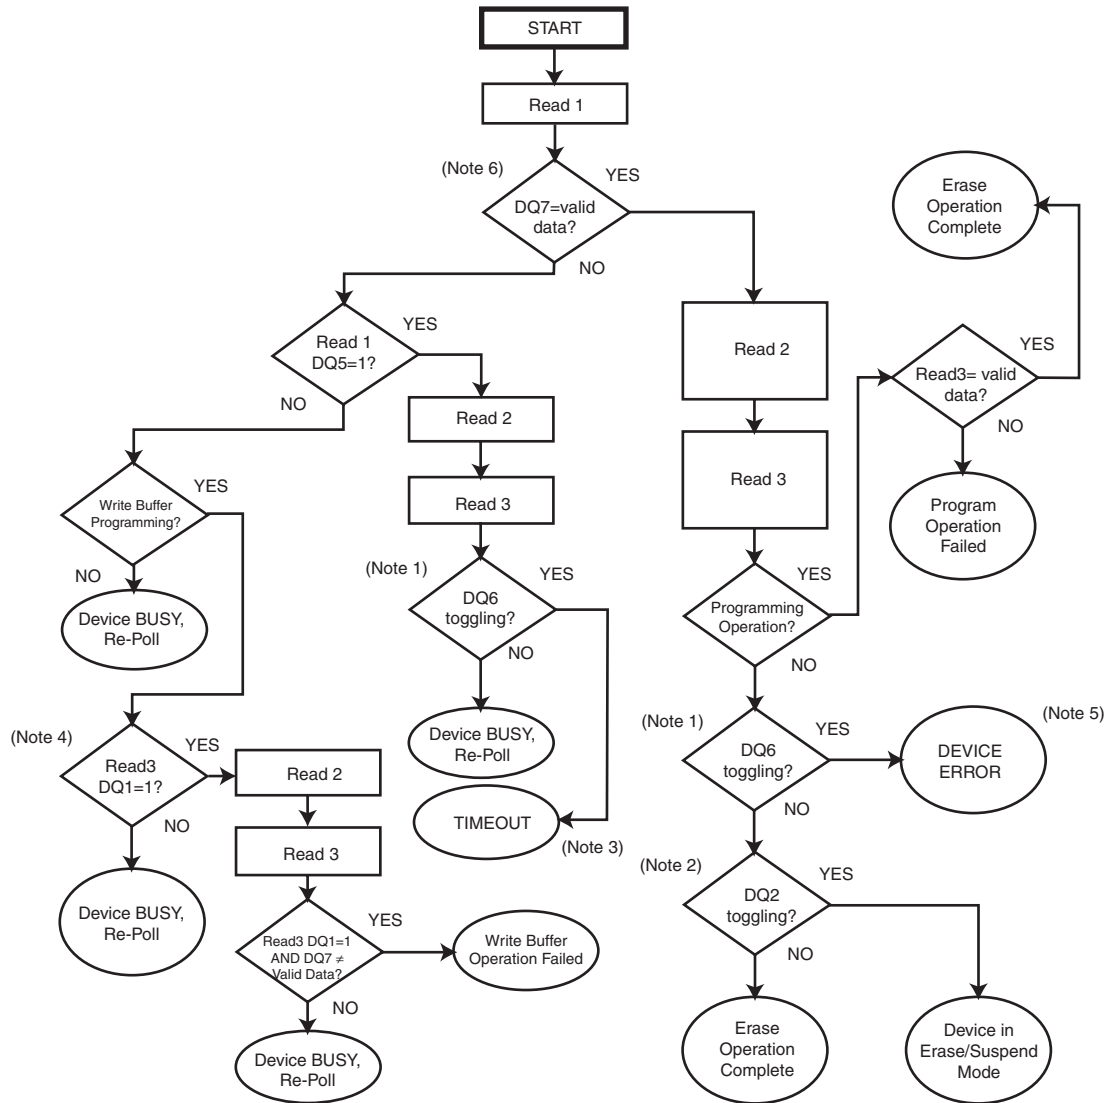 START
Read 1
(Note 6)
YES
DQ7=valid
data?
NO
Erase
Operation
Complete
YES
Read 1
DQ5=1?
NO
Read 2
YES
Read3= valid
data?
NO
Read 2
Read 3
Program
Operation
Failed
YES
Write Buffer
Programming?
NO
Device BUSY,
Re-Poll
Read 3
(Note 1)
YES
DQ6
toggling?
NO
Device BUSY,
Re-Poll
TIMEOUT
(Note 3)
YES
Programming
Operation?
NO
(Note 1)
YES
DQ6
toggling?
NO
DEVICE
ERROR
(Note 5)
(Note 4)
YES
Read3
DQ1=1?
NO
Device BUSY,
Re-Poll
Read 2
Read 3
YES
Read3 DQ1=1
AND DQ7 ≠
Valid Data?
NO
Write Buffer
Operation Failed
Device BUSY,
Re-Poll
(Note 2)
YES
DQ2
toggling?
NO
Erase
Operation
Complete
Device in
Erase/Suspend
Mode